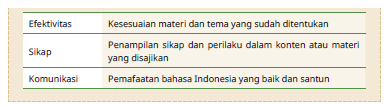 Efektivitas Kesesuaian materi dan tema yang sudah ditentukan
Sikap Penampilan sikap dan perilaku dalam konten atau materi
yang disajikan
Komunikasi Pemafaatan bahasa Indonesia yang baik dan santun